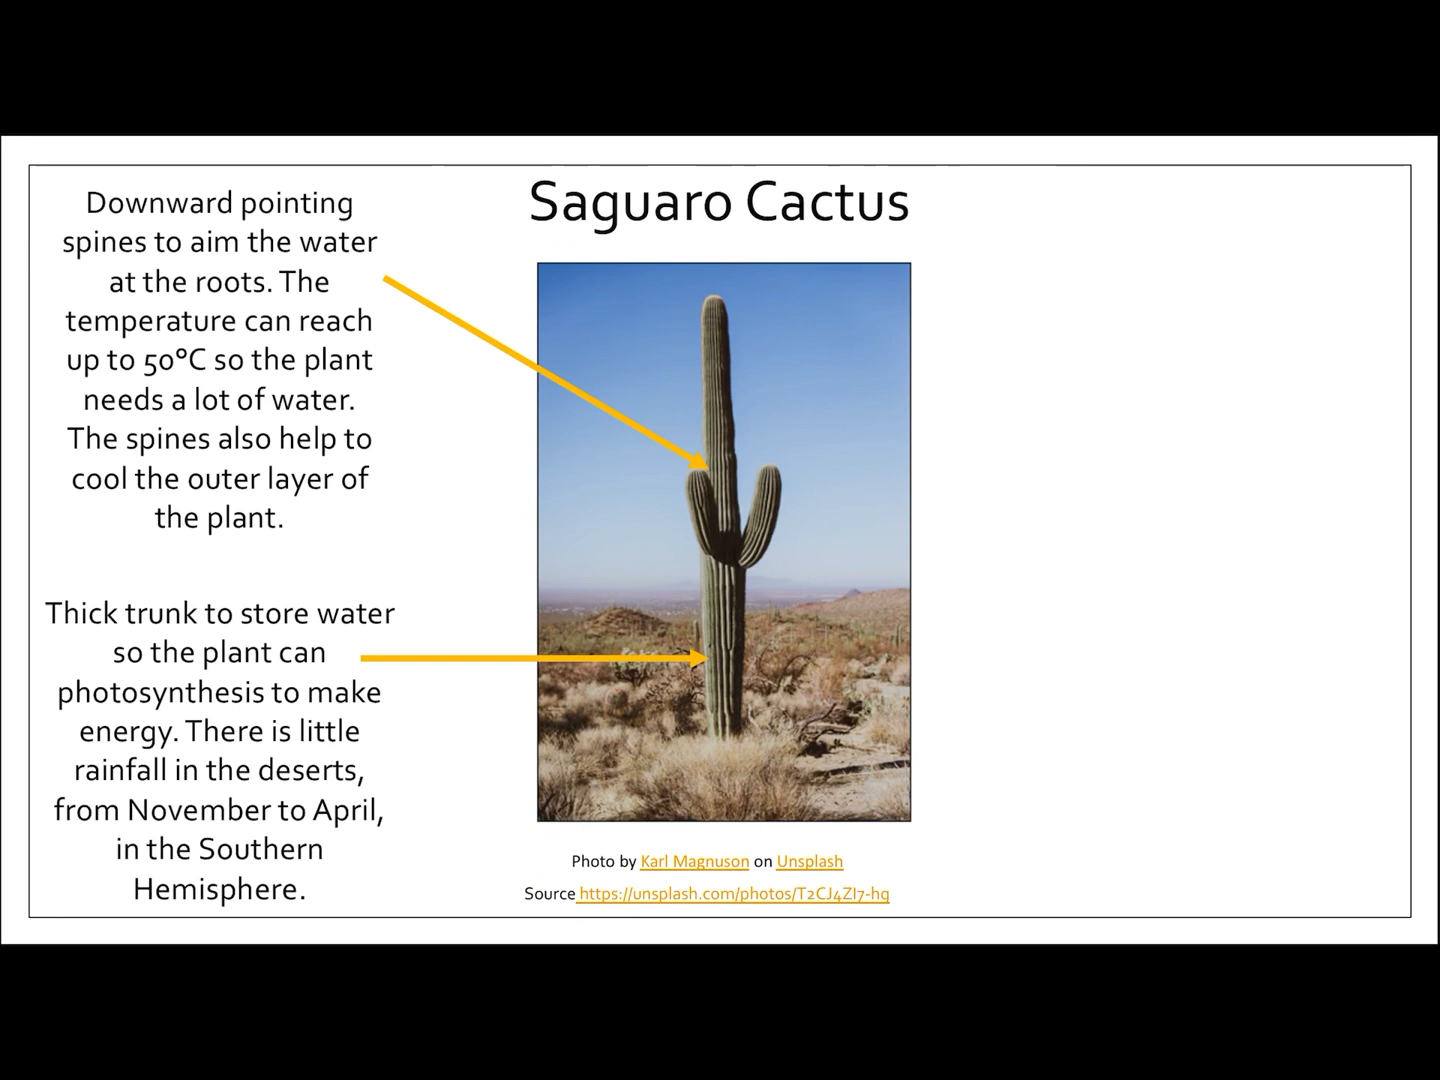 Saguaro Cactus
Downward pointing
spines to aim the water
at the roots. The
temperature can reach
up to 50°C so the plant
needs a lot of water.
The spines also help to
cool the outer layer of
the plant.
Thick trunk to store water
so the plant can
photosynthesis to make
energy. There is little
rainfall in the deserts,
from November to April,
in the Southern
Hemisphere.
Photo by Karl Magnuson on Unsplash
Source https://unsplash.com/photos/T2CJ4ZI7-hg